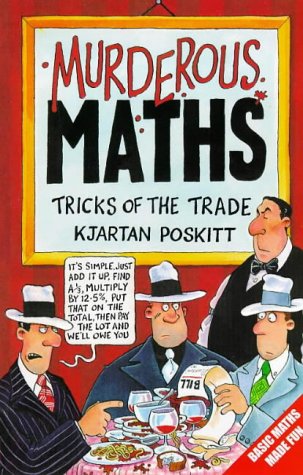 MURDEROUS
MATHS
TRICKS OF THE TRADE
KJARTAN POSKITT
IT'S SIMPLE, JUST
ADD IT UP, FIND
A ⅓, MULTIPLY
BY 12·5%, PUT
THAT ON THE
TOTAL, THEN PAY
THE LOT AND
WE'LL OWE YOU
BILL
BASIC MATHS
MADE FUN